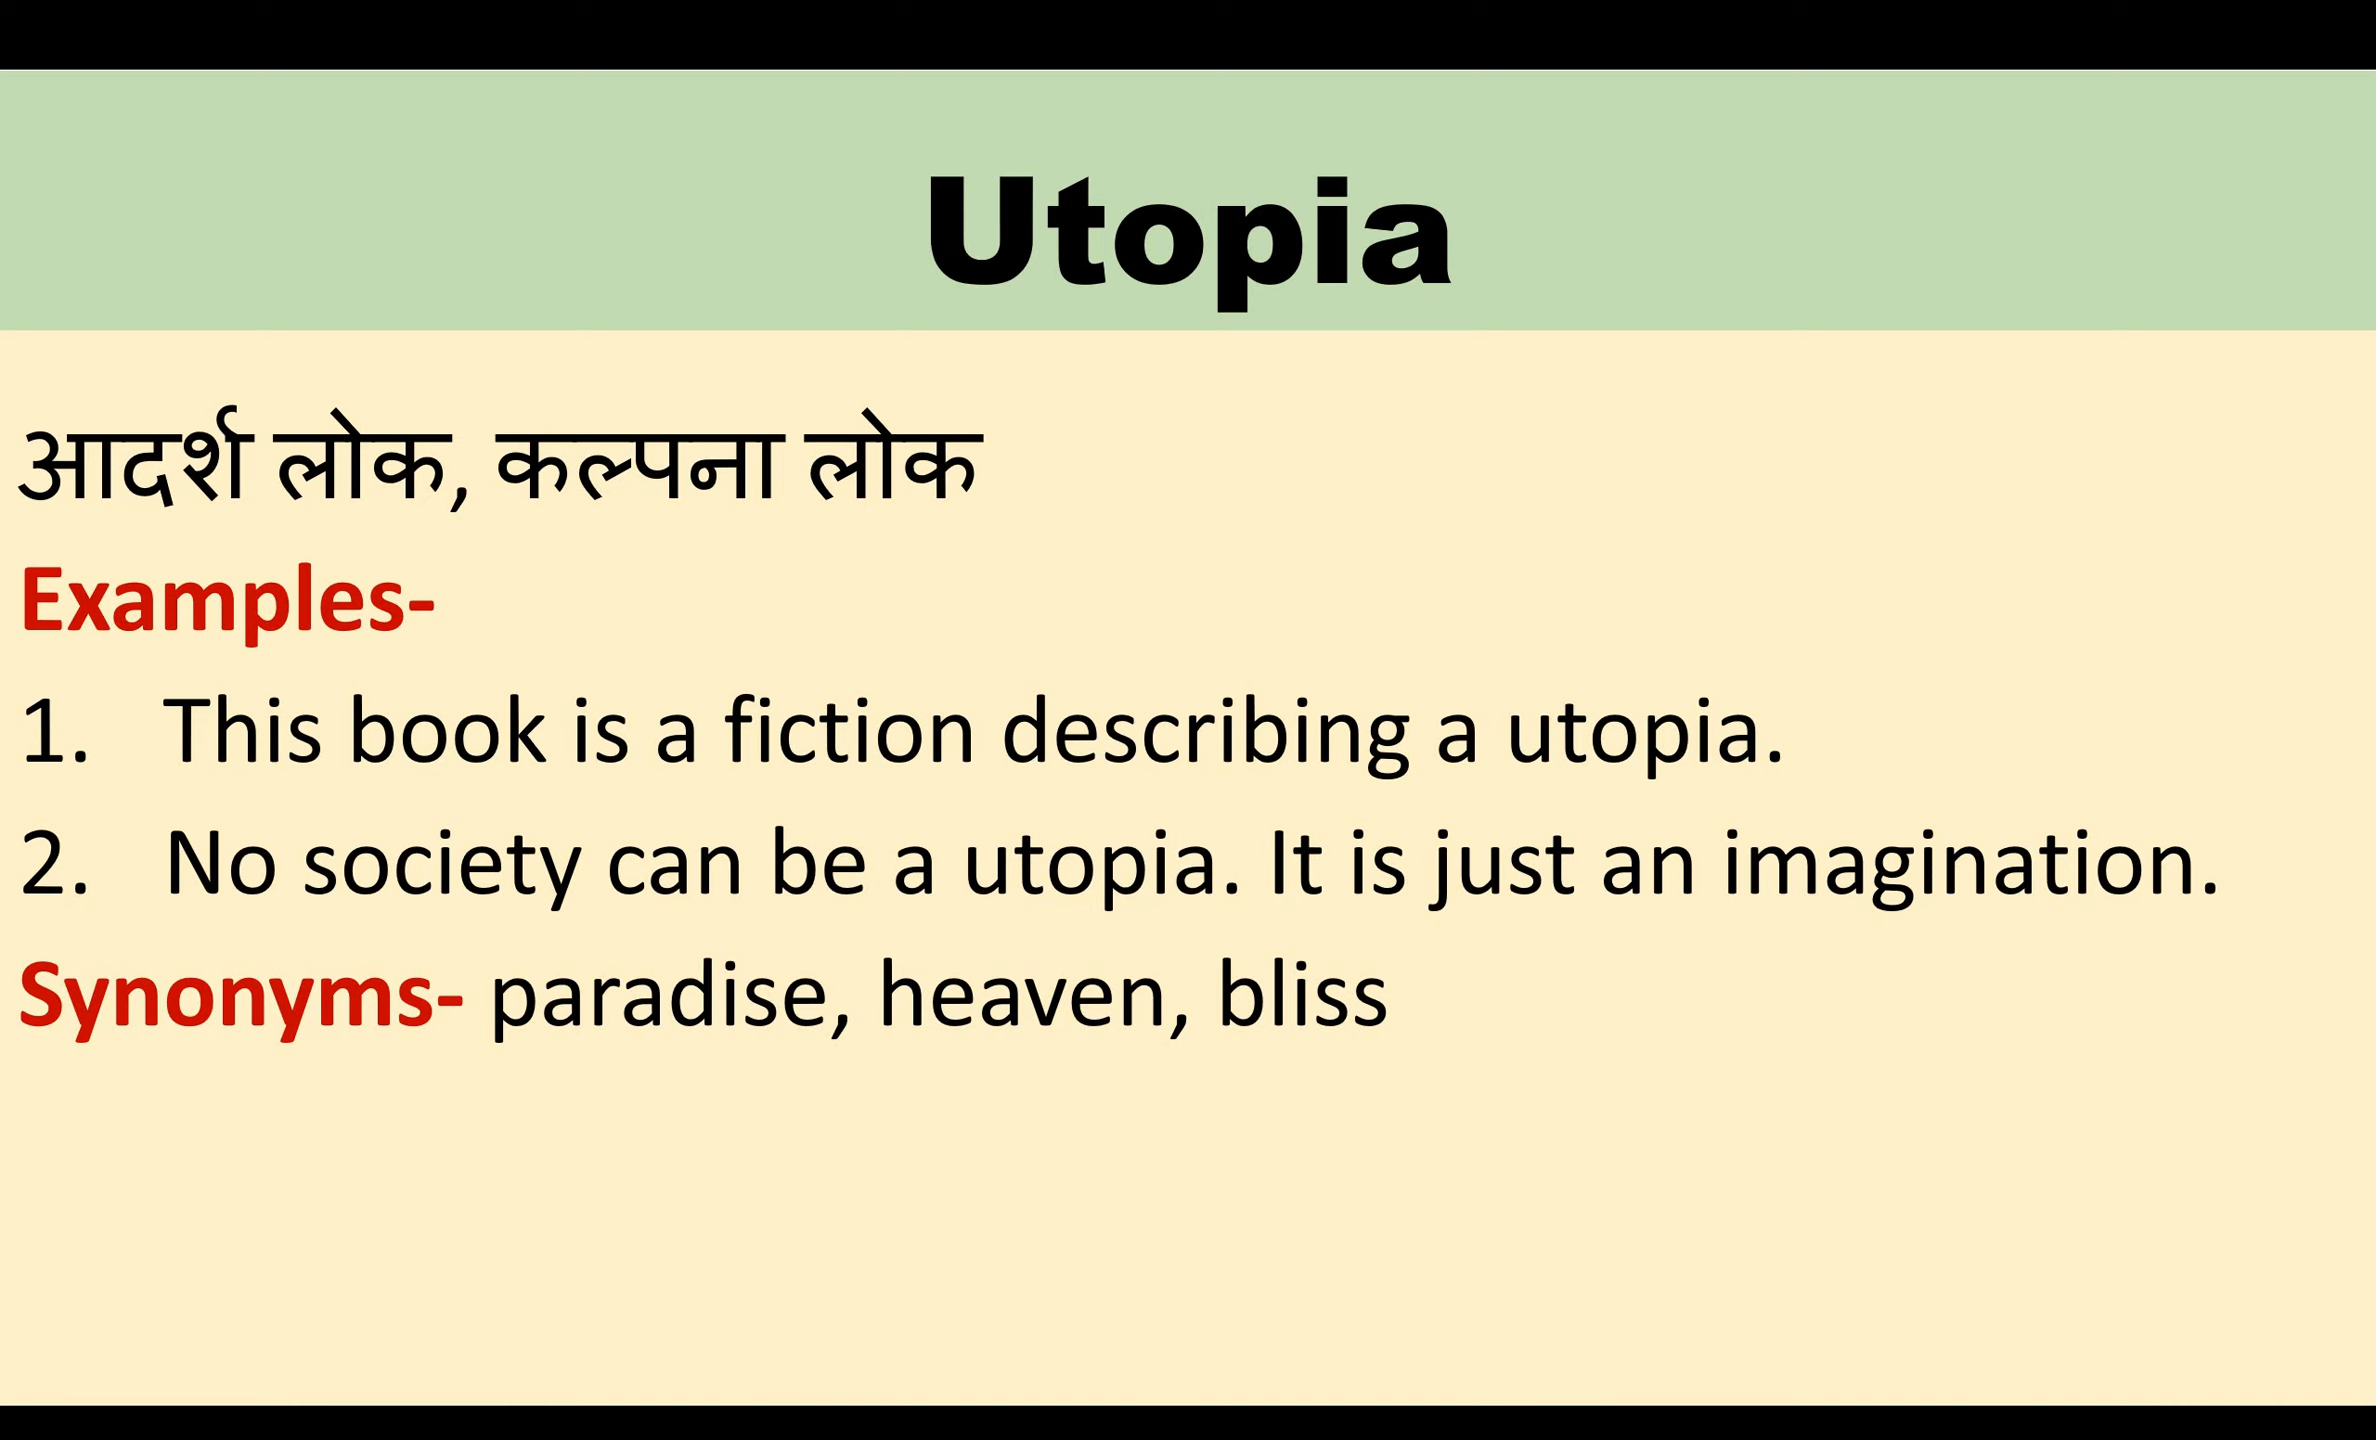 Utopia
आदर्श लोक, कल्पना लोक
Examples-
1. This book is a fiction describing a utopia.
2. No society can be a utopia. It is just an imagination.
Synonyms- paradise, heaven, bliss